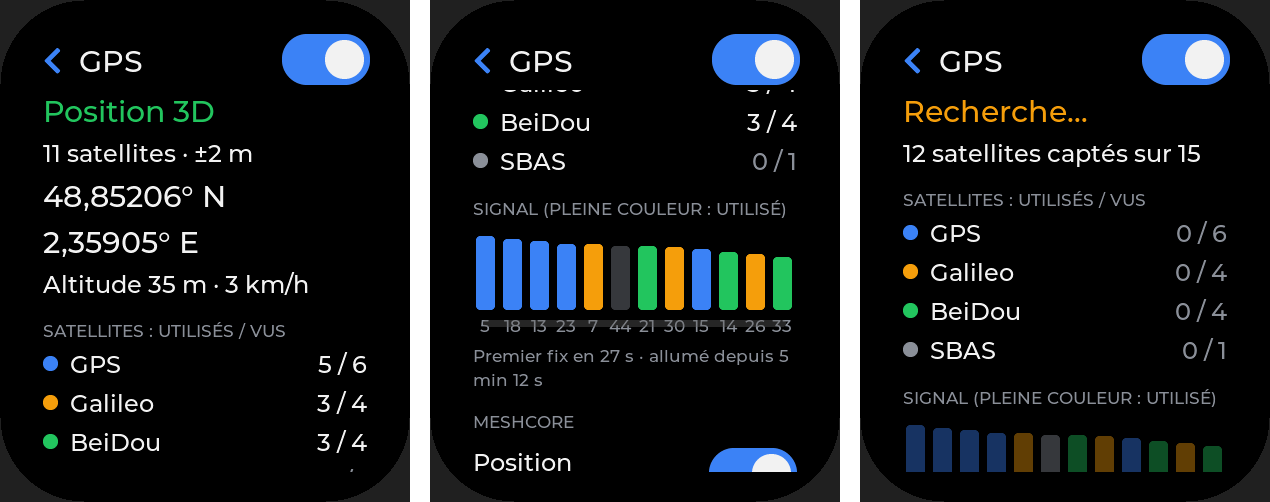 GPS
Position 3D
11 satellites · ±2 m
48,85206° N
2,35905° E
Altitude 35 m · 3 km/h
SATELLITES : UTILISÉS / VUS
GPS 5 / 6
Galileo 3 / 4
BeiDou 3 / 4
GPS
BeiDou 3 / 4
SBAS 0 / 1
SIGNAL (PLEINE COULEUR : UTILISÉ)
5 18 13 23 7 44 21 30 15 14 26 33
Premier fix en 27 s · allumé depuis 5
min 12 s
MESHCORE
Position
GPS
Recherche...
12 satellites captés sur 15
SATELLITES : UTILISÉS / VUS
GPS 0 / 6
Galileo 0 / 4
BeiDou 0 / 4
SBAS 0 / 1
SIGNAL (PLEINE COULEUR : UTILISÉ)